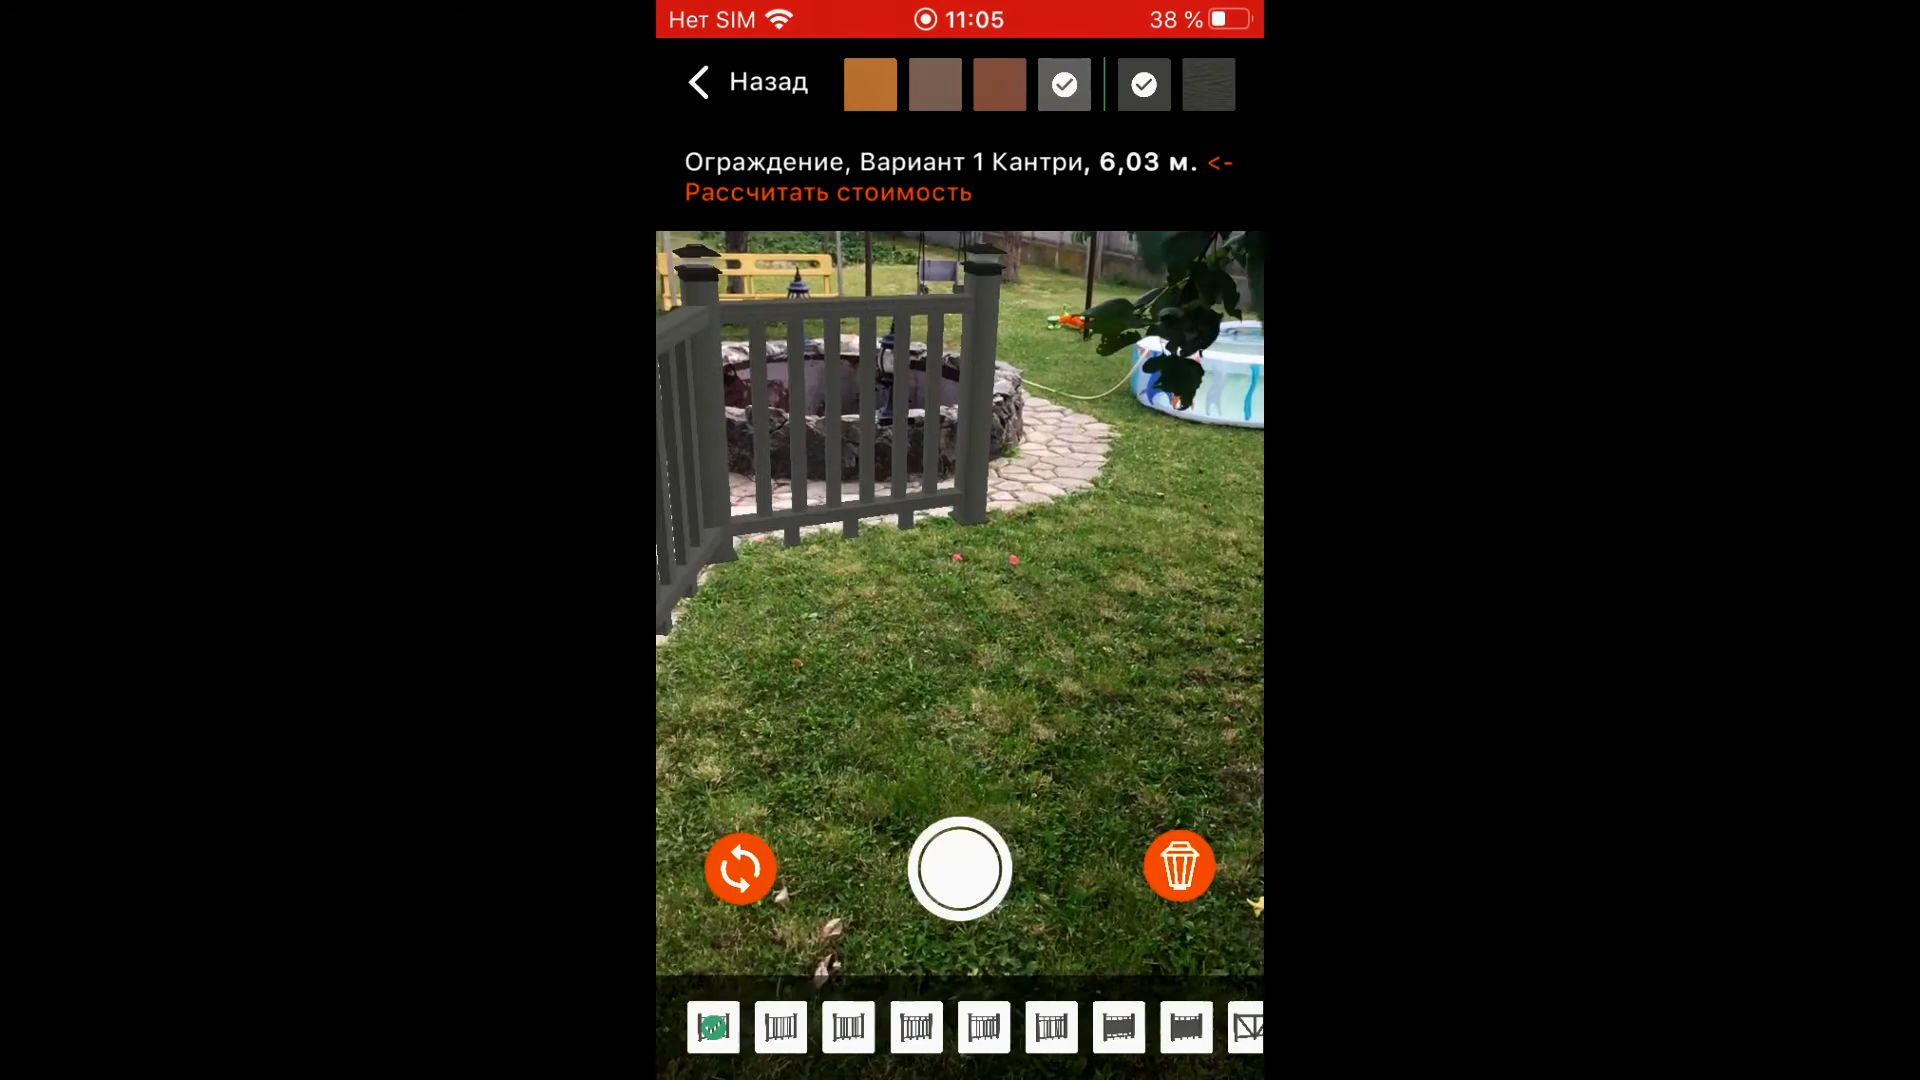 Нет SIM 11:05 38 %
Назад
Ограждение, Вариант 1 Кантри, 6,03 м. <-
Рассчитать стоимость